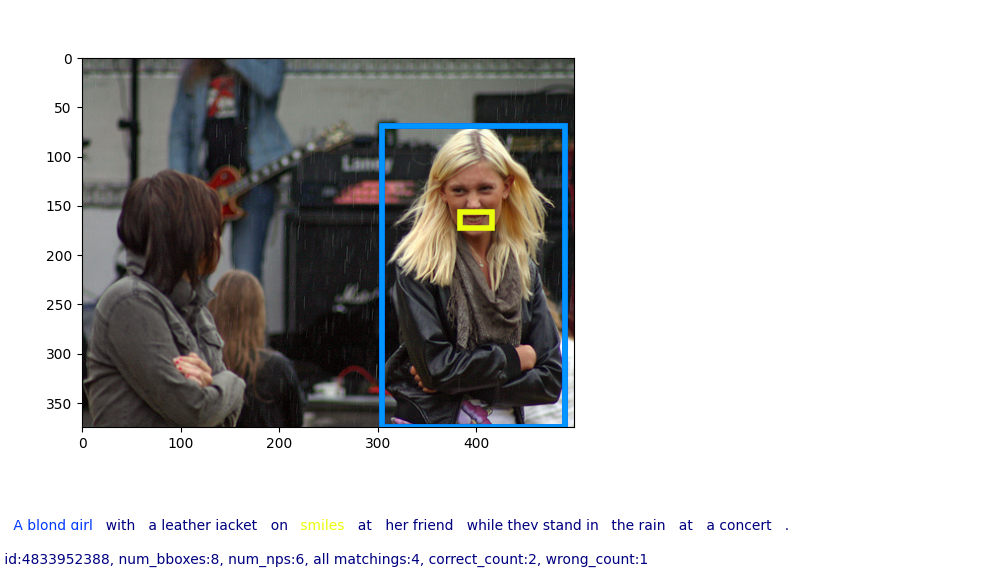 0
50
100
150
200
250
300
350
0 100 200 300 400
Laney
A blond girl with a leather jacket on smiles at her friend while they stand in the rain at a concert .
id:4833952388, num_bboxes:8, num_nps:6, all matchings:4, correct_count:2, wrong_count:1